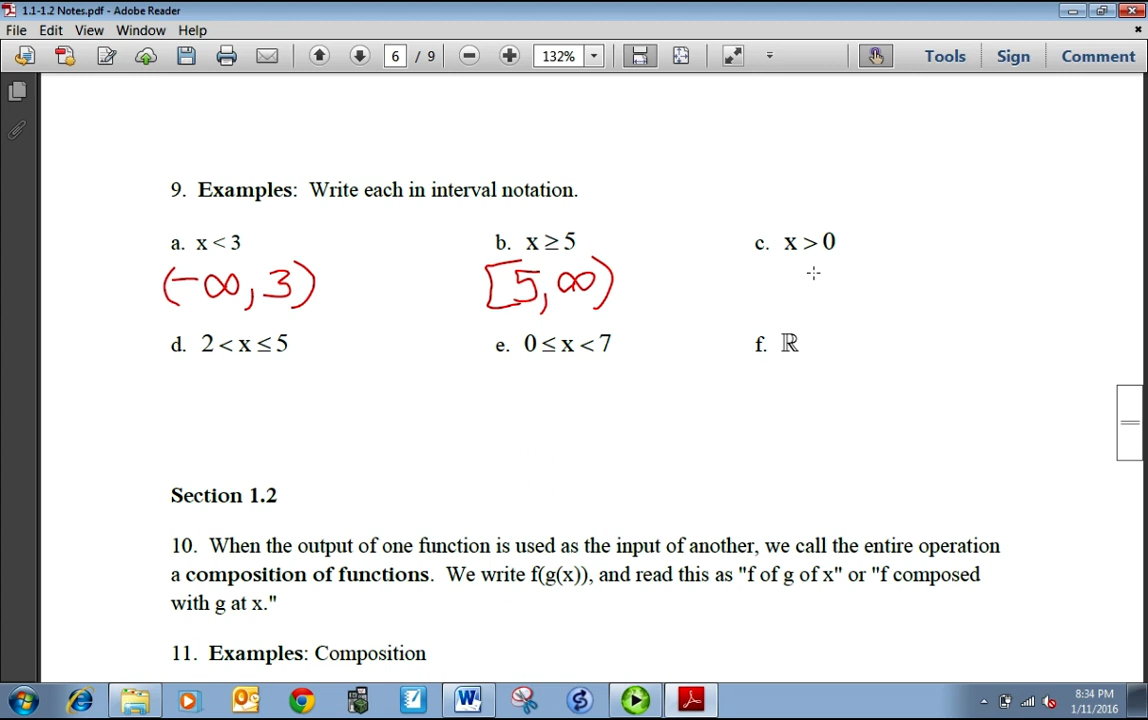 1.1-1.2 Notes.pdf - Adobe Reader
File Edit View Window Help
6 / 9 132% Tools Sign Comment
9. Examples: Write each in interval notation.
a. x < 3 b. x ≥ 5 c. x > 0
(-∞, 3) [5, ∞)
d. 2 < x ≤ 5 e. 0 ≤ x < 7 f. ℝ
Section 1.2
10. When the output of one function is used as the input of another, we call the entire operation
a composition of functions. We write f(g(x)), and read this as "f of g of x" or "f composed
with g at x."
11. Examples: Composition
8:34 PM
1/11/2016